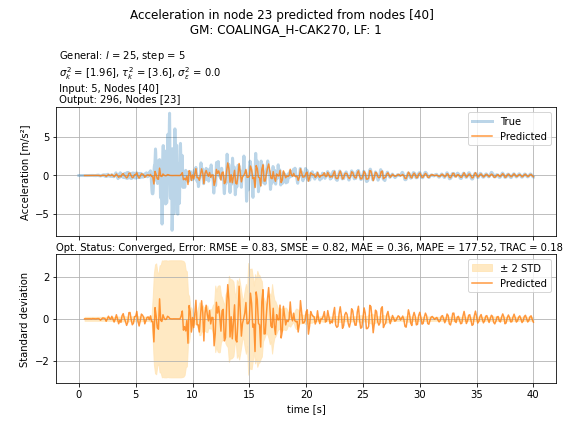 Acceleration in node 23 predicted from nodes [40]
GM: COALINGA_H-CAK270, LF: 1
General: l = 25, step = 5
σ²ₖ = [1.96], τ²ₖ = [3.6], σ²ₜ = 0.0
Input: 5, Nodes [40]
Output: 296, Nodes [23]
Acceleration [m/s²]
5
0
−5
True
Predicted
Opt. Status: Converged, Error: RMSE = 0.83, SMSE = 0.82, MAE = 0.36, MAPE = 177.52, TRAC = 0.18
Standard deviation
2
0
−2
± 2 STD
Predicted
0 5 10 15 20 25 30 35 40
time [s]